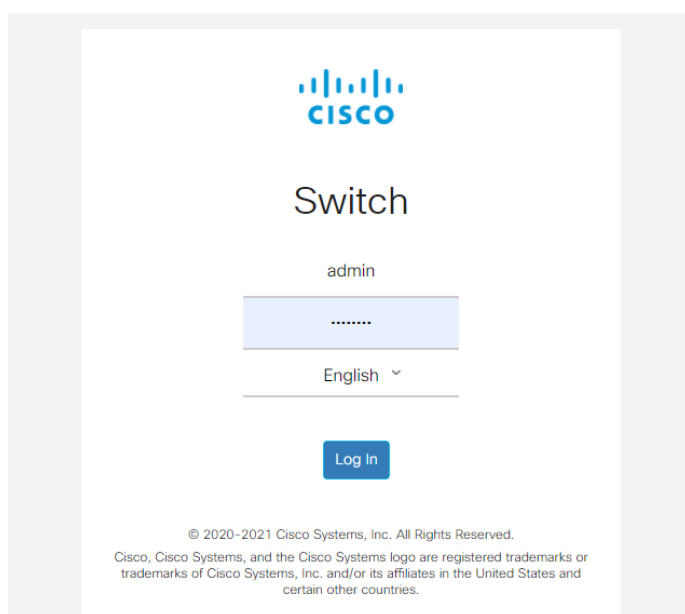 CISCO
Switch
admin
••••••••
English
Log In
© 2020-2021 Cisco Systems, Inc. All Rights Reserved.
Cisco, Cisco Systems, and the Cisco Systems logo are registered trademarks or
trademarks of Cisco Systems, Inc. and/or its affiliates in the United States and
certain other countries.